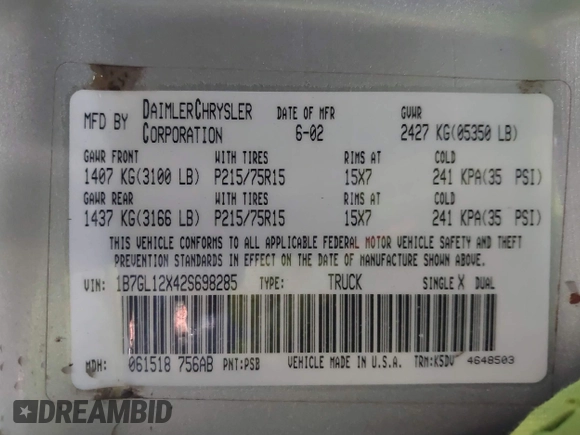 MFD BY DAIMLERCHRYSLER CORPORATION DATE OF MFR 6-02 GVWR 2427 KG(05350 LB)
GAWR FRONT WITH TIRES RIMS AT COLD
1407 KG(3100 LB) P215/75R15 15X7 241 KPA(35 PSI)
GAWR REAR WITH TIRES RIMS AT COLD
1437 KG(3166 LB) P215/75R15 15X7 241 KPA(35 PSI)
THIS VEHICLE CONFORMS TO ALL APPLICABLE FEDERAL MOTOR VEHICLE SAFETY AND THEFT
PREVENTION STANDARDS IN EFFECT ON THE DATE OF MANUFACTURE SHOWN ABOVE.
VIN: 1B7GL12X42S698285 TYPE: TRUCK SINGLE X DUAL
MDH: 061518 756AB PNT:PSB VEHICLE MADE IN U.S.A. TRM:K5DV 4648503
DREAMBID